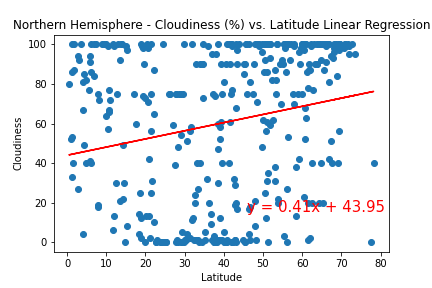 Northern Hemisphere - Cloudiness (%) vs. Latitude Linear Regression
100
80
60
40
20
0
Cloudiness
y = 0.41x + 43.95
0 10 20 30 40 50 60 70 80
Latitude